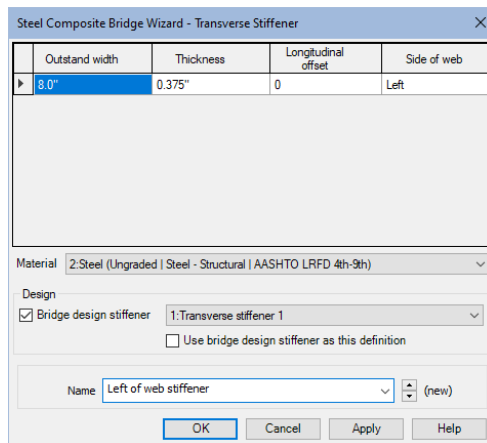 Steel Composite Bridge Wizard - Transverse Stiffener
Outstand width Thickness Longitudinal offset Side of web
8.0" 0.375" 0 Left
Material 2:Steel (Ungraded | Steel - Structural | AASHTO LRFD 4th-9th)
Design
Bridge design stiffener 1:Transverse stiffener 1
Use bridge design stiffener as this definition
Name Left of web stiffener (new)
OK Cancel Apply Help